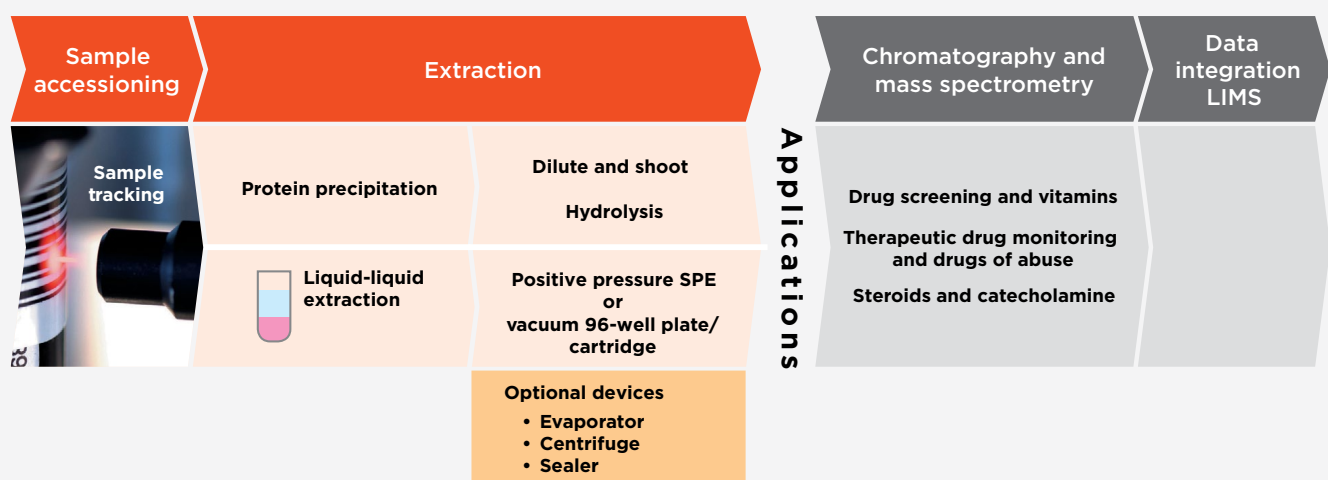 Sample
accessioning
Extraction
Chromatography and
mass spectrometry
Data
integration
LIMS
Sample
tracking
Protein precipitation
Dilute and shoot
Hydrolysis
Liquid-liquid
extraction
Positive pressure SPE
or
vacuum 96-well plate/
cartridge
Optional devices
• Evaporator
• Centrifuge
• Sealer
Applications
Drug screening and vitamins
Therapeutic drug monitoring
and drugs of abuse
Steroids and catecholamine